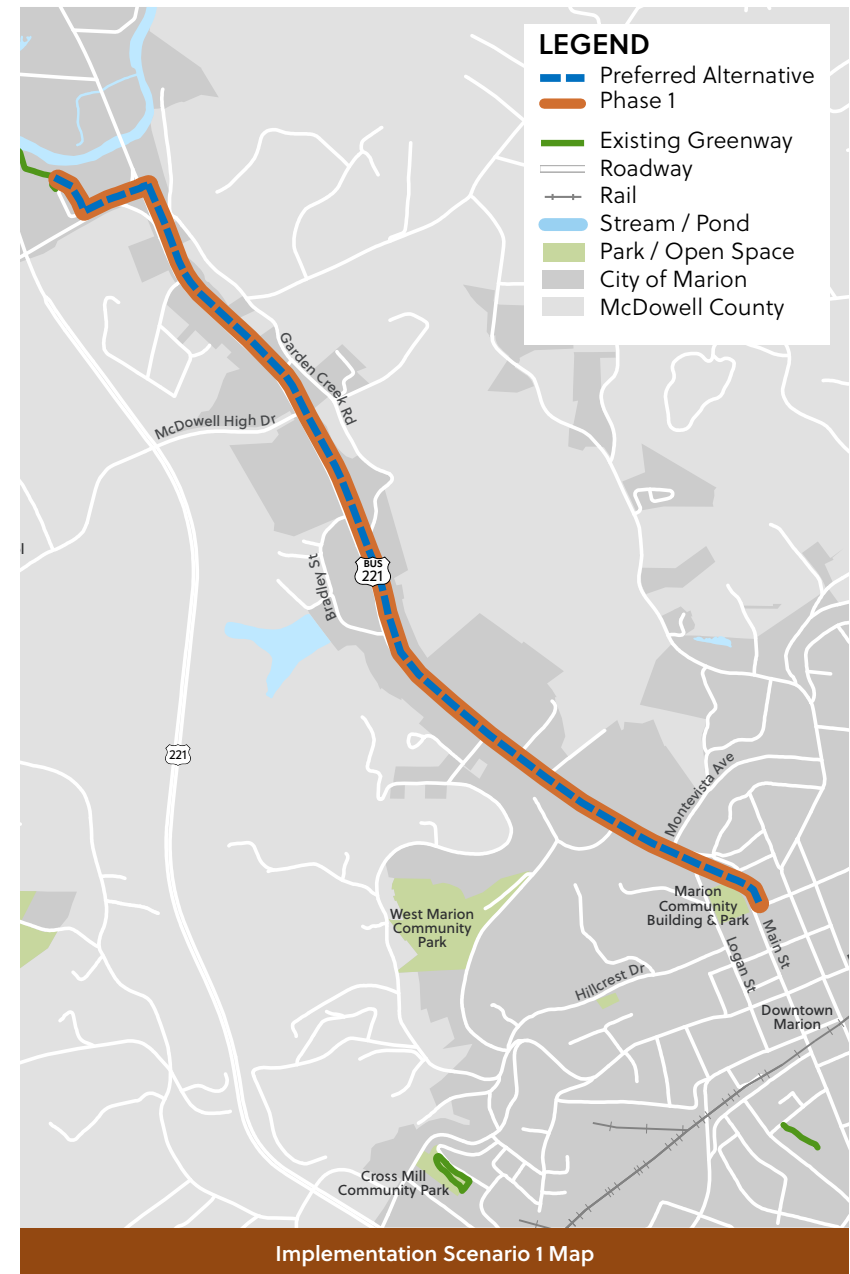 LEGEND
Preferred Alternative
Phase 1
Existing Greenway
Roadway
Rail
Stream / Pond
Park / Open Space
City of Marion
McDowell County
Garden Creek Rd
McDowell High Dr
l
BUS
221
Bradley St
221
Montevista Ave
Marion
Community
Building & Park
West Marion
Community
Park
Main St
Logan St
Hillcrest Dr
Downtown
Marion
Cross Mill
Community Park
Implementation Scenario 1 Map